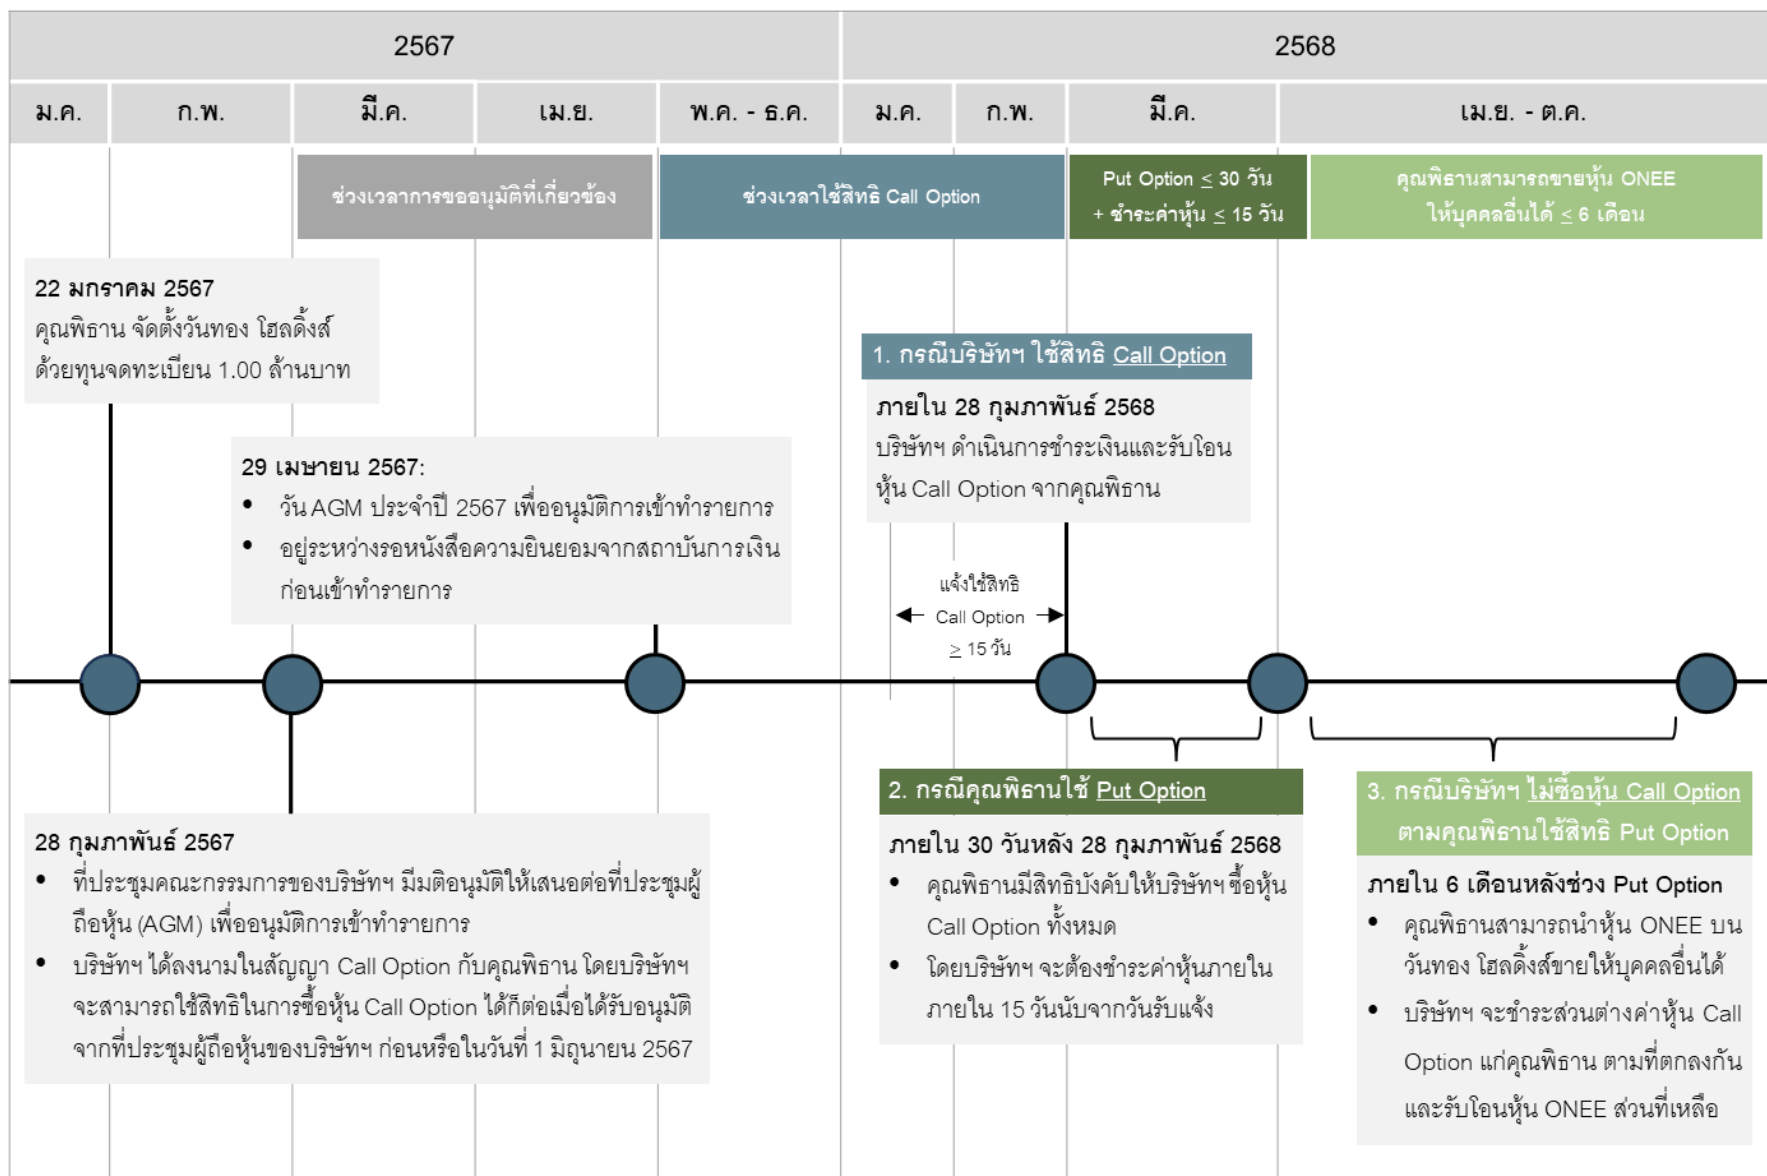 2567
2568
ม.ค.
ก.พ.
มี.ค.
เม.ย.
พ.ค. - ธ.ค.
ม.ค.
ก.พ.
มี.ค.
เม.ย. - ต.ค.
ช่วงเวลาการขออนุมัติที่เกี่ยวข้อง
ช่วงเวลาใช้สิทธิ Call Option
Put Option ≤ 30 วัน
+ ชำระค่าหุ้น ≤ 15 วัน
คุณพิธานสามารถขายหุ้น ONEE
ให้บุคคลอื่นได้ ≤ 6 เดือน
22 มกราคม 2567
คุณพิธาน จัดตั้งวันทอง โฮลดิ้งส์
ด้วยทุนจดทะเบียน 1.00 ล้านบาท
29 เมษายน 2567:
• วัน AGM ประจำปี 2567 เพื่ออนุมัติการเข้าทำรายการ
• อยู่ระหว่างรอหนังสือความยินยอมจากสถาบันการเงิน
ก่อนเข้าทำรายการ
1. กรณีบริษัทฯ ใช้สิทธิ Call Option
ภายใน 28 กุมภาพันธ์ 2568
บริษัทฯ ดำเนินการชำระเงินและรับโอน
หุ้น Call Option จากคุณพิธาน
แจ้งใช้สิทธิ
Call Option
≥ 15 วัน
28 กุมภาพันธ์ 2567
• ที่ประชุมคณะกรรมการของบริษัทฯ มีมติอนุมัติให้เสนอต่อที่ประชุมผู้
ถือหุ้น (AGM) เพื่ออนุมัติการเข้าทำรายการ
• บริษัทฯ ได้ลงนามในสัญญา Call Option กับคุณพิธาน โดยบริษัทฯ
จะสามารถใช้สิทธิในการซื้อหุ้น Call Option ได้ก็ต่อเมื่อได้รับอนุมัติ
จากที่ประชุมผู้ถือหุ้นของบริษัทฯ ก่อนหรือในวันที่ 1 มิถุนายน 2567
2. กรณีคุณพิธานใช้ Put Option
ภายใน 30 วันหลัง 28 กุมภาพันธ์ 2568
• คุณพิธานมีสิทธิบังคับให้บริษัทฯ ซื้อหุ้น
Call Option ทั้งหมด
• โดยบริษัทฯ จะต้องชำระค่าหุ้นภายใน
ภายใน 15 วันนับจากวันรับแจ้ง
3. กรณีบริษัทฯ ไม่ซื้อหุ้น Call Option
ตามคุณพิธานใช้สิทธิ Put Option
ภายใน 6 เดือนหลังช่วง Put Option
• คุณพิธานสามารถนำหุ้น ONEE บน
วันทอง โฮลดิ้งส์ขายให้บุคคลอื่นได้
• บริษัทฯ จะชำระส่วนต่างค่าหุ้น Call
Option แก่คุณพิธาน ตามที่ตกลงกัน
และรับโอนหุ้น ONEE ส่วนที่เหลือ